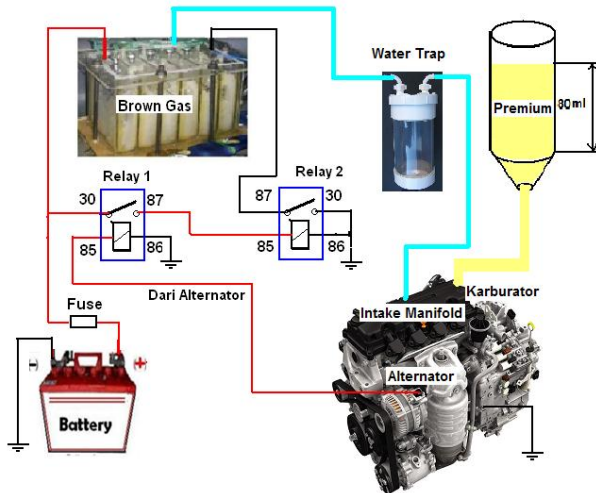 Water Trap
Brown Gas
Premium
80ml
Relay 1
Relay 2
30
87
87
30
85
86
85
86
Dari Alternator
Karburator
Fuse
Intake Manifold
Alternator
(-)
(+)
Battery